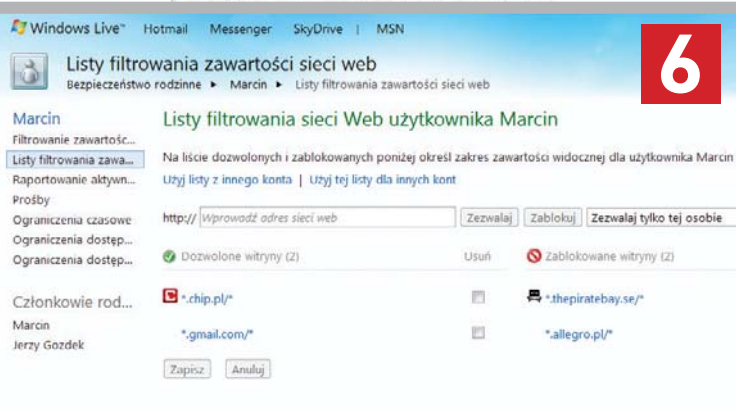 Windows Live™ Hotmail Messenger SkyDrive | MSN
6
Listy filtrowania zawartości sieci web
Bezpieczeństwo rodzinne ► Marcin ► Listy filtrowania zawartości sieci web
Marcin
Filtrowanie zawartośc...
Listy filtrowania zawa...
Raportowanie aktywn...
Prośby
Ograniczenia czasowe
Ograniczenia dostęp...
Ograniczenia dostęp...
Członkowie rod...
Marcin
Jerzy Gozdek
Listy filtrowania sieci Web użytkownika Marcin
Na liście dozwolonych i zablokowanych poniżej określ zakres zawartości widocznej dla użytkownika Marcin
Użyj listy z innego konta | Użyj tej listy dla innych kont
http:// Wprowadź adres sieci web Zezwalaj Zablokuj Zezwalaj tylko tej osobie
Dozwolone witryny (2) Usuń Zablokowane witryny (2)
*.chip.pl/* *.thepiratebay.se/*
*.gmail.com/* *.allegro.pl/*
Zapisz Anuluj